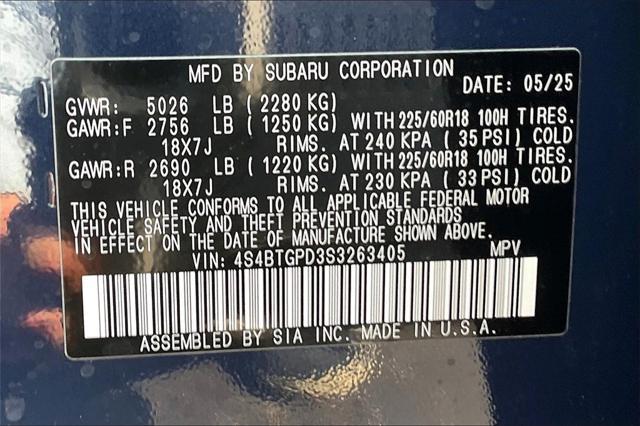 MFD BY SUBARU CORPORATION DATE: 05/25
GVWR: 5026 LB (2280 KG)
GAWR:F 2756 LB (1250 KG) WITH 225/60R18 100H TIRES.
18X7J RIMS. AT 240 KPA (35 PSI) COLD
GAWR:R 2690 LB (1220 KG) WITH 225/60R18 100H TIRES.
18X7J RIMS. AT 230 KPA (33 PSI) COLD
THIS VEHICLE CONFORMS TO ALL APPLICABLE FEDERAL MOTOR
VEHICLE SAFETY AND THEFT PREVENTION STANDARDS
IN EFFECT ON THE DATE OF MANUFACTURE SHOWN ABOVE.
VIN: 4S4BTGPD3S3263405 MPV
ASSEMBLED BY SIA INC. MADE IN U.S.A.